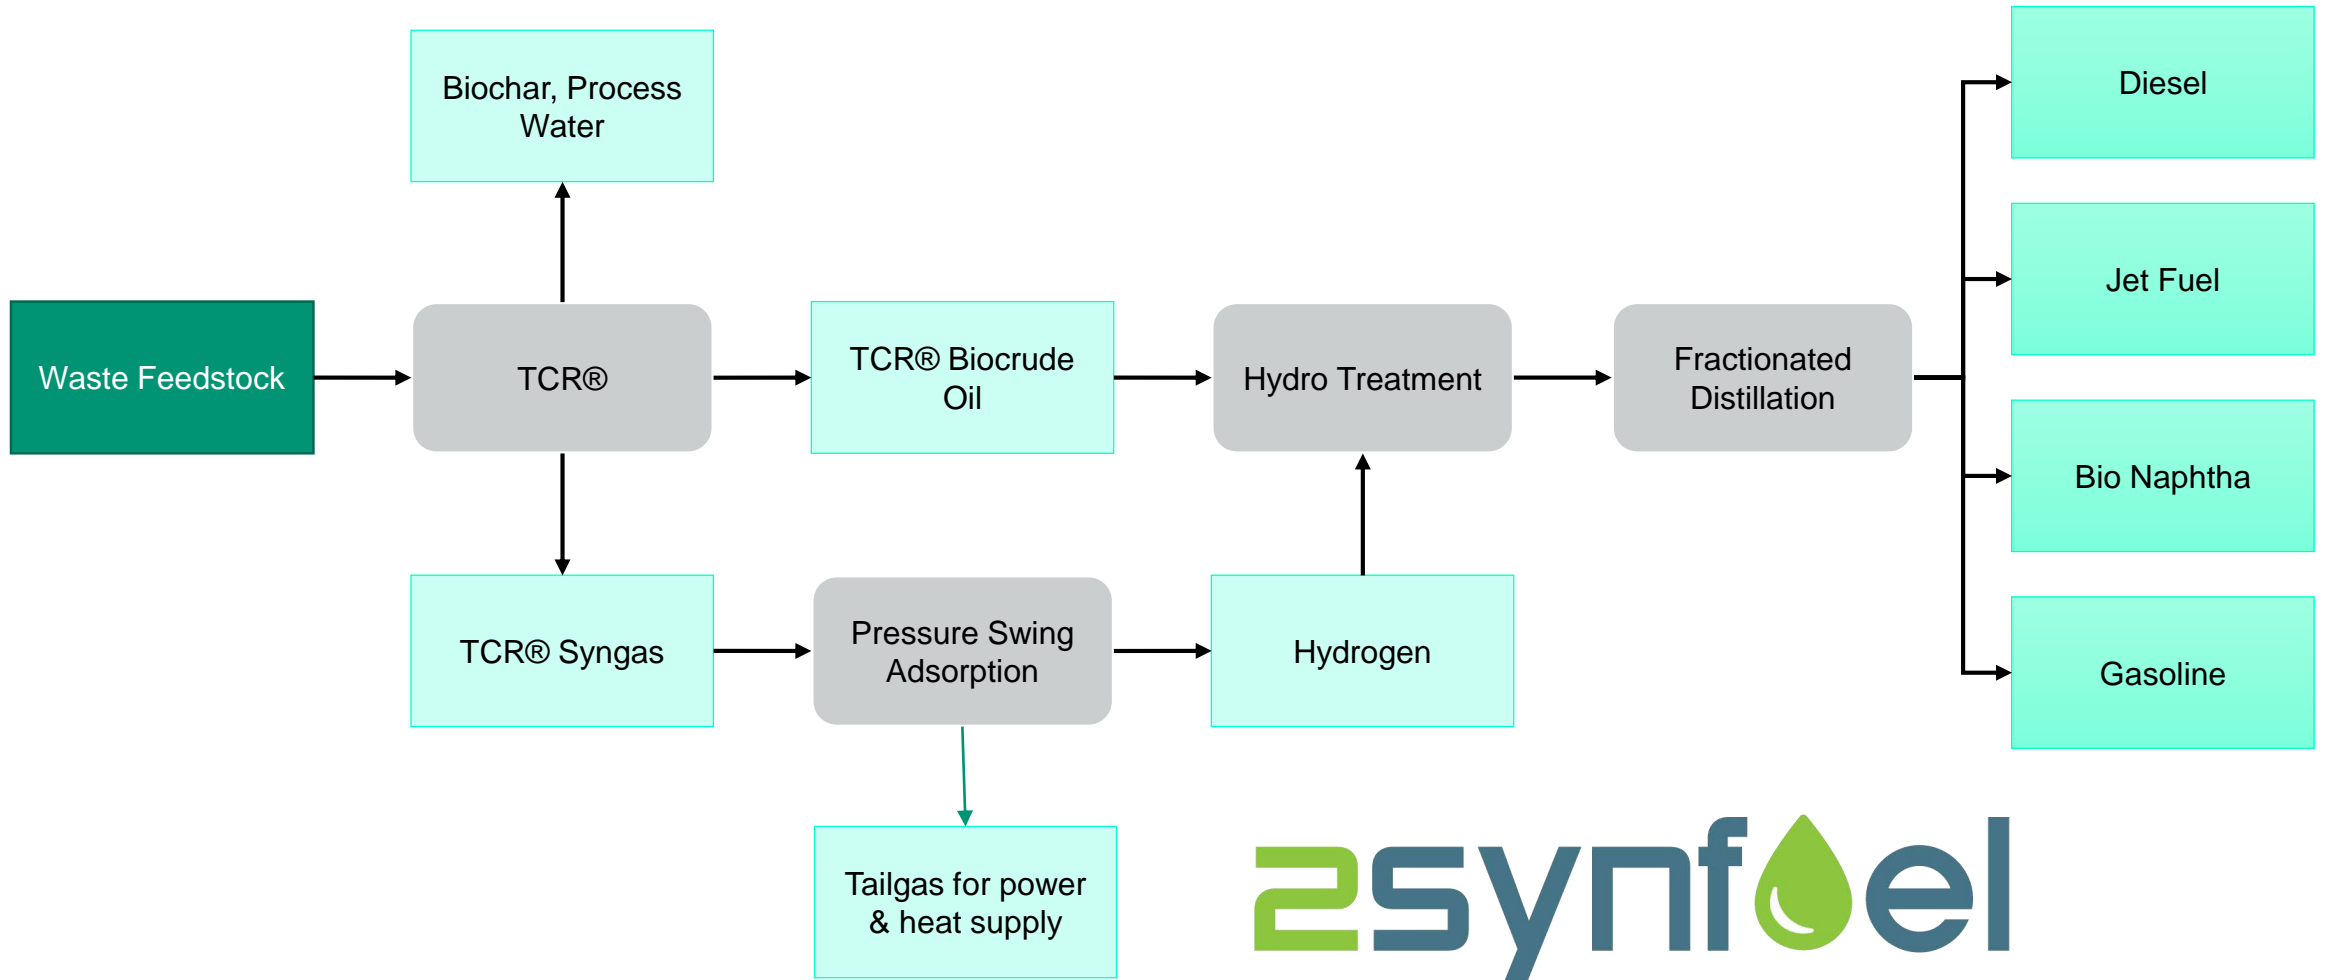 Biochar, Process
Water
Diesel
Jet Fuel
Waste Feedstock
TCR®
TCR® Biocrude
Oil
Hydro Treatment
Fractionated
Distillation
Bio Naphtha
TCR® Syngas
Pressure Swing
Adsorption
Hydrogen
Gasoline
Tailgas for power
& heat supply
2synfuel